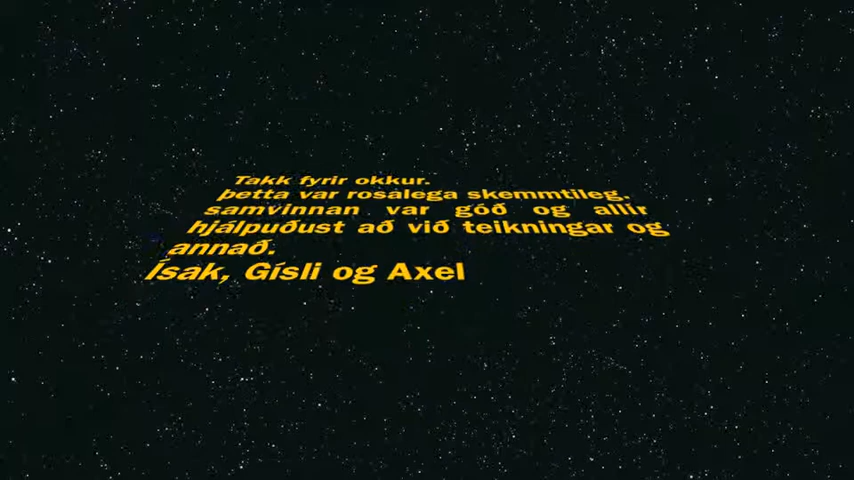 Takk fyrir okkur.
þetta var rosalega skemmtileg.
samvinnan var góð og allir
hjálpuðust að við teikningar og
annað.
Ísak, Gísli og Axel